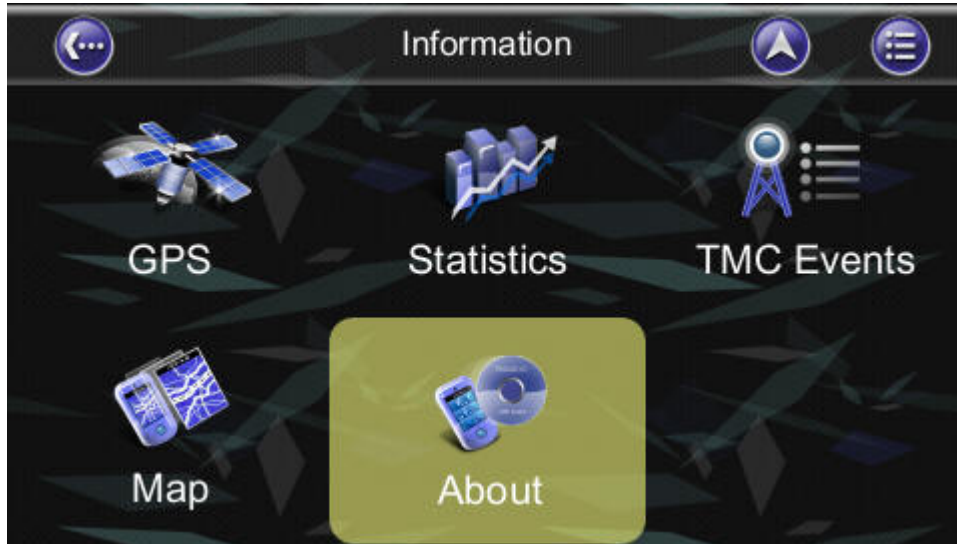 Information
GPS
Statistics
TMC Events
Map
About